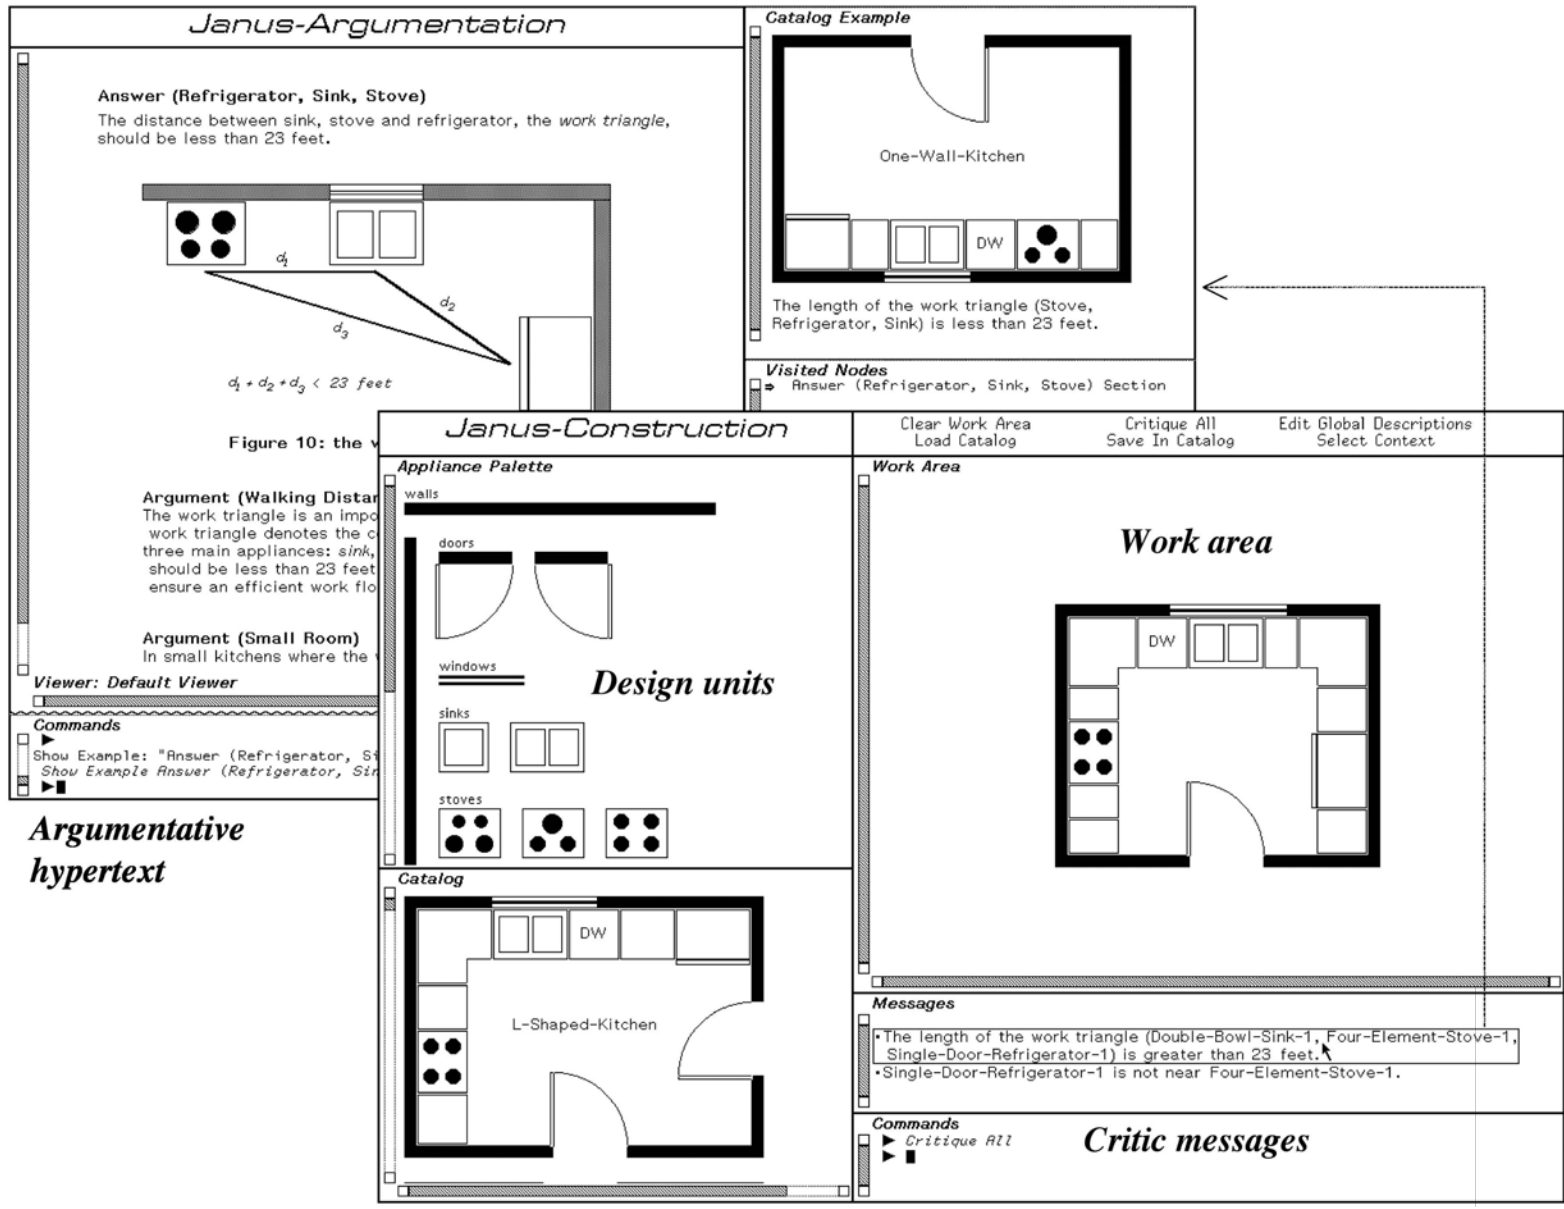 Janus-Argumentation
Answer (Refrigerator, Sink, Stove)
The distance between sink, stove and refrigerator, the work triangle,
should be less than 23 feet.
d1
d2
d3
d1 + d2 + d3 < 23 feet
Figure 10: the w
Argument (Walking Distan
The work triangle is an impo
work triangle denotes the c
three main appliances: sink,
should be less than 23 feet
ensure an efficient work flo
Argument (Small Room)
In small kitchens where the
Viewer: Default Viewer
Commands
Show Example: "Answer (Refrigerator, Si
Show Example Answer (Refrigerator, Sin
Argumentative
hypertext
Catalog Example
One-Wall-Kitchen
DW
The length of the work triangle (Stove,
Refrigerator, Sink) is less than 23 feet.
Visited Nodes
⇒ Answer (Refrigerator, Sink, Stove) Section
Janus-Construction
Clear Work Area Critique All Edit Global Descriptions
Load Catalog Save In Catalog Select Context
Appliance Palette
walls
doors
windows
Design units
sinks
stoves
Catalog
DW
L-Shaped-Kitchen
Work Area
Work area
DW
Messages
•The length of the work triangle (Double-Bowl-Sink-1, Four-Element-Stove-1,
Single-Door-Refrigerator-1) is greater than 23 feet.
•Single-Door-Refrigerator-1 is not near Four-Element-Stove-1.
Commands
Critique All
Critic messages